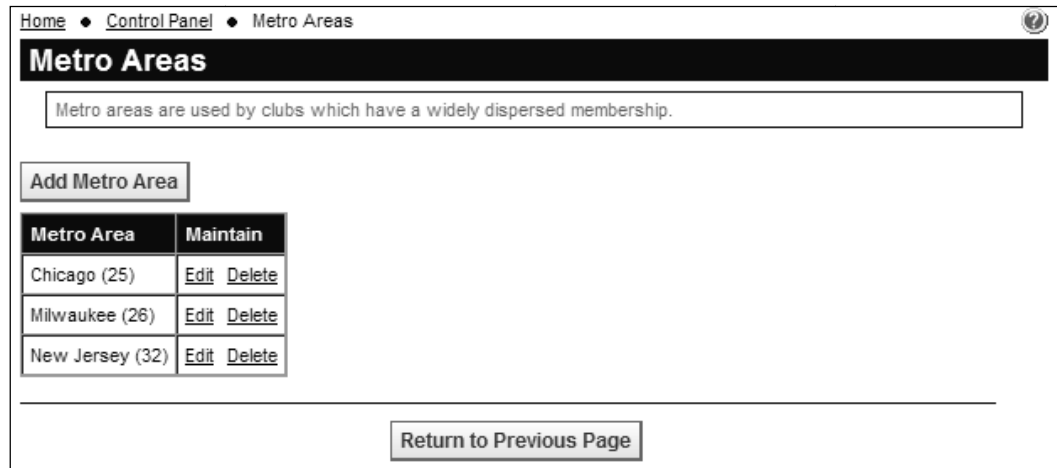 Home ● Control Panel ● Metro Areas ?
Metro Areas
Metro areas are used by clubs which have a widely dispersed membership.
Add Metro Area
Metro Area Maintain
Chicago (25) Edit Delete
Milwaukee (26) Edit Delete
New Jersey (32) Edit Delete
Return to Previous Page